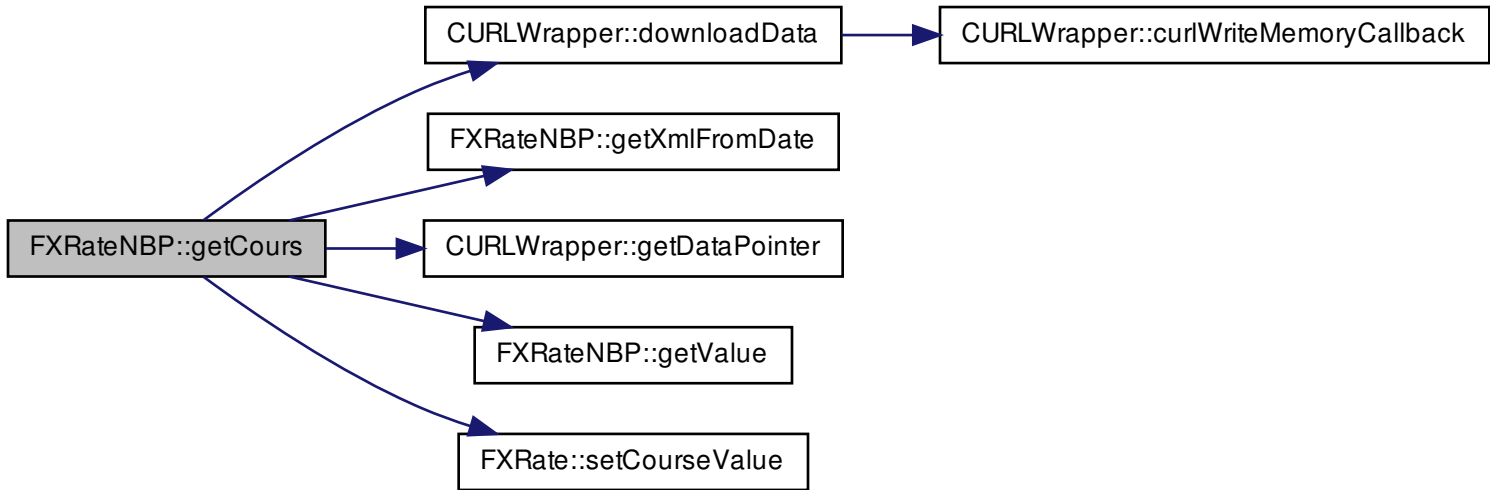 CURLWrapper::downloadData
CURLWrapper::curlWriteMemoryCallback
FXRateNBP::getXmlFromDate
FXRateNBP::getCours
CURLWrapper::getDataPointer
FXRateNBP::getValue
FXRate::setCourseValue